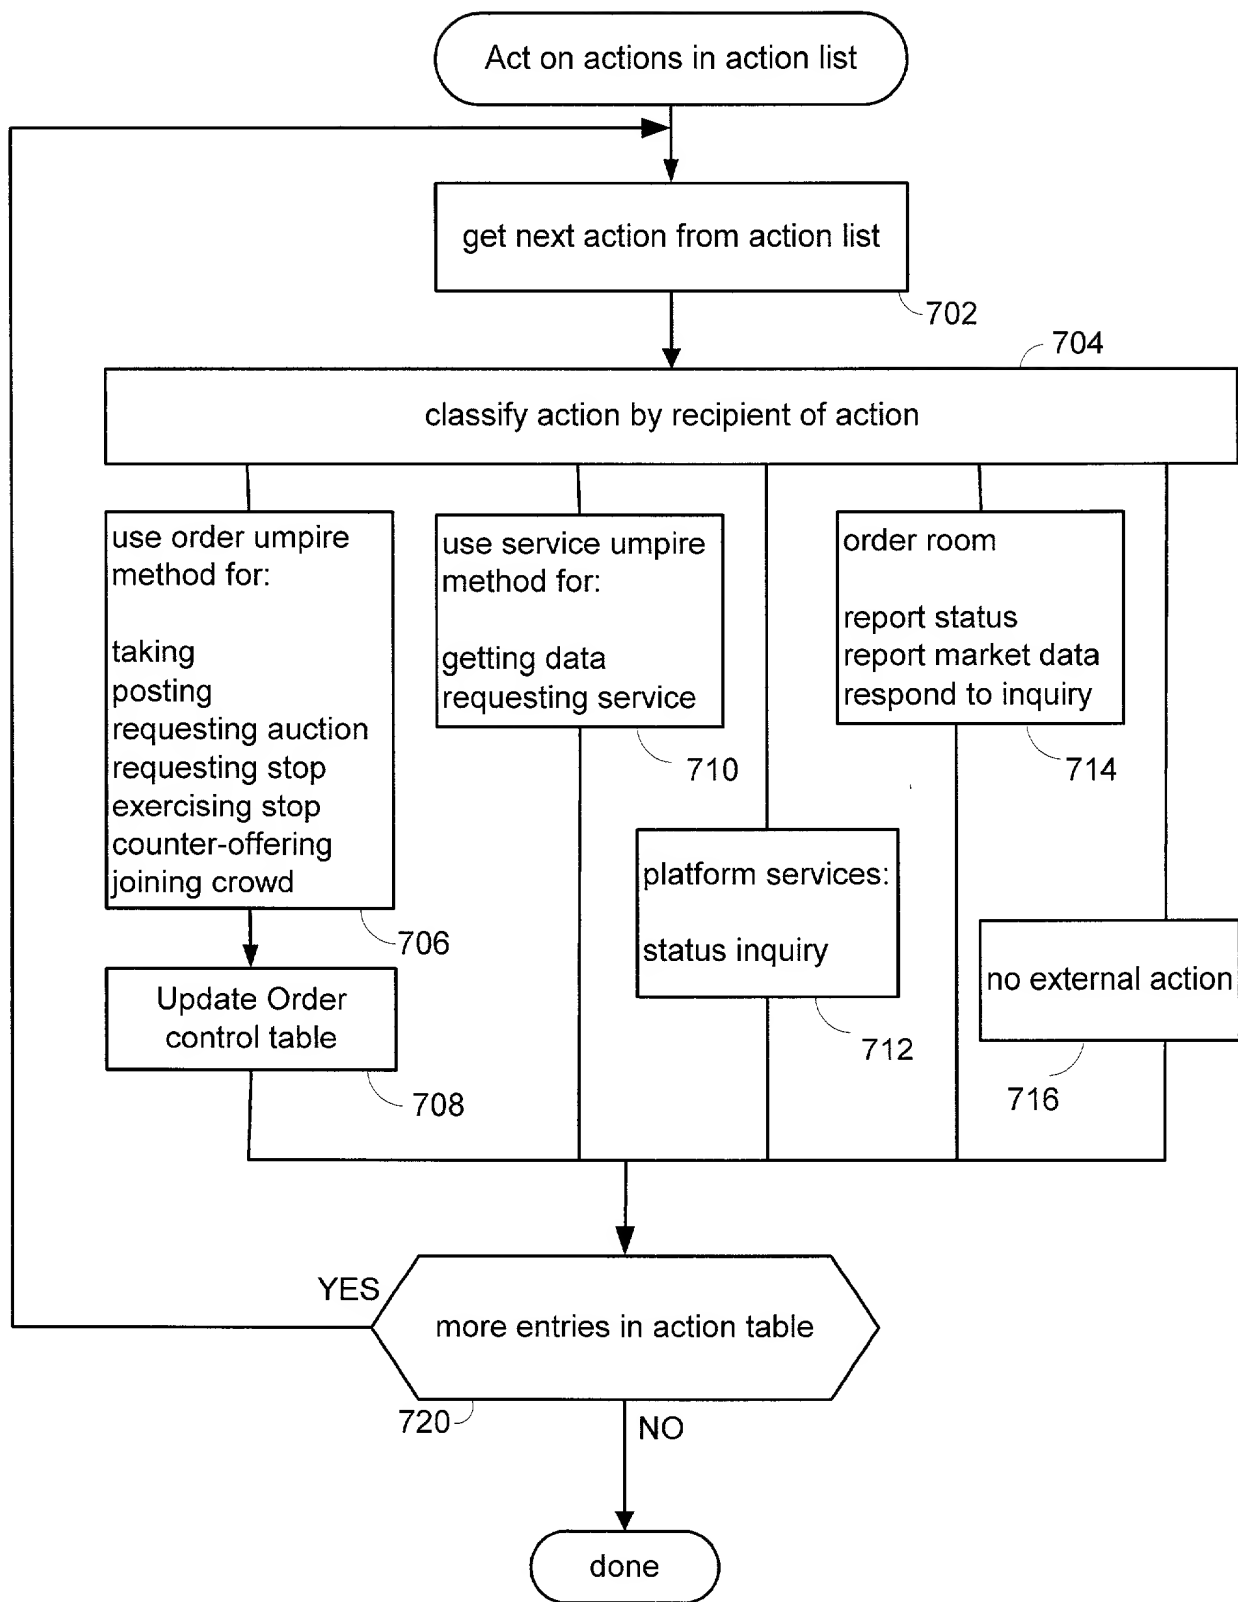 Act on actions in action list
get next action from action list
702
704
classify action by recipient of action
use order umpire
method for:
taking
posting
requesting auction
requesting stop
exercising stop
counter-offering
joining crowd
706
Update Order
control table
708
use service umpire
method for:
getting data
requesting service
710
platform services:
status inquiry
712
order room
report status
report market data
respond to inquiry
714
no external action
716
YES
more entries in action table
720
NO
done